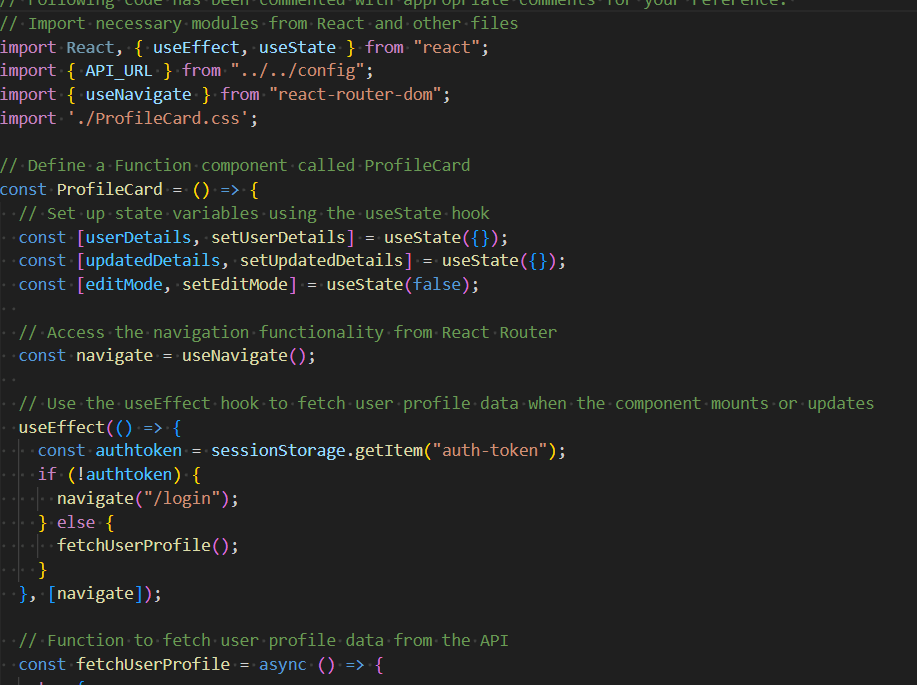 // Following code has been commented with appropriate comments for your reference.
// Import necessary modules from React and other files
import React, { useEffect, useState } from "react";
import { API_URL } from "../../config";
import { useNavigate } from "react-router-dom";
import './ProfileCard.css';

// Define a Function component called ProfileCard
const ProfileCard = () => {
  // Set up state variables using the useState hook
  const [userDetails, setUserDetails] = useState({});
  const [updatedDetails, setUpdatedDetails] = useState({});
  const [editMode, setEditMode] = useState(false);

  // Access the navigation functionality from React Router
  const navigate = useNavigate();

  // Use the useEffect hook to fetch user profile data when the component mounts or updates
  useEffect(() => {
    const authtoken = sessionStorage.getItem("auth-token");
    if (!authtoken) {
      navigate("/login");
    } else {
      fetchUserProfile();
    }
  }, [navigate]);

  // Function to fetch user profile data from the API
  const fetchUserProfile = async () => {